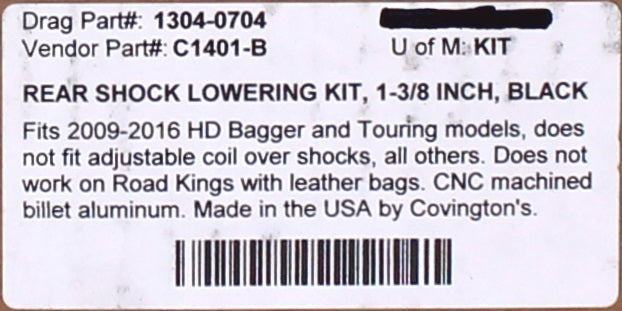 Drag Part#: 1304-0704
Vendor Part#: C1401-B
U of M: KIT
REAR SHOCK LOWERING KIT, 1-3/8 INCH, BLACK
Fits 2009-2016 HD Bagger and Touring models, does
not fit adjustable coil over shocks, all others. Does not
work on Road Kings with leather bags. CNC machined
billet aluminum. Made in the USA by Covington's.